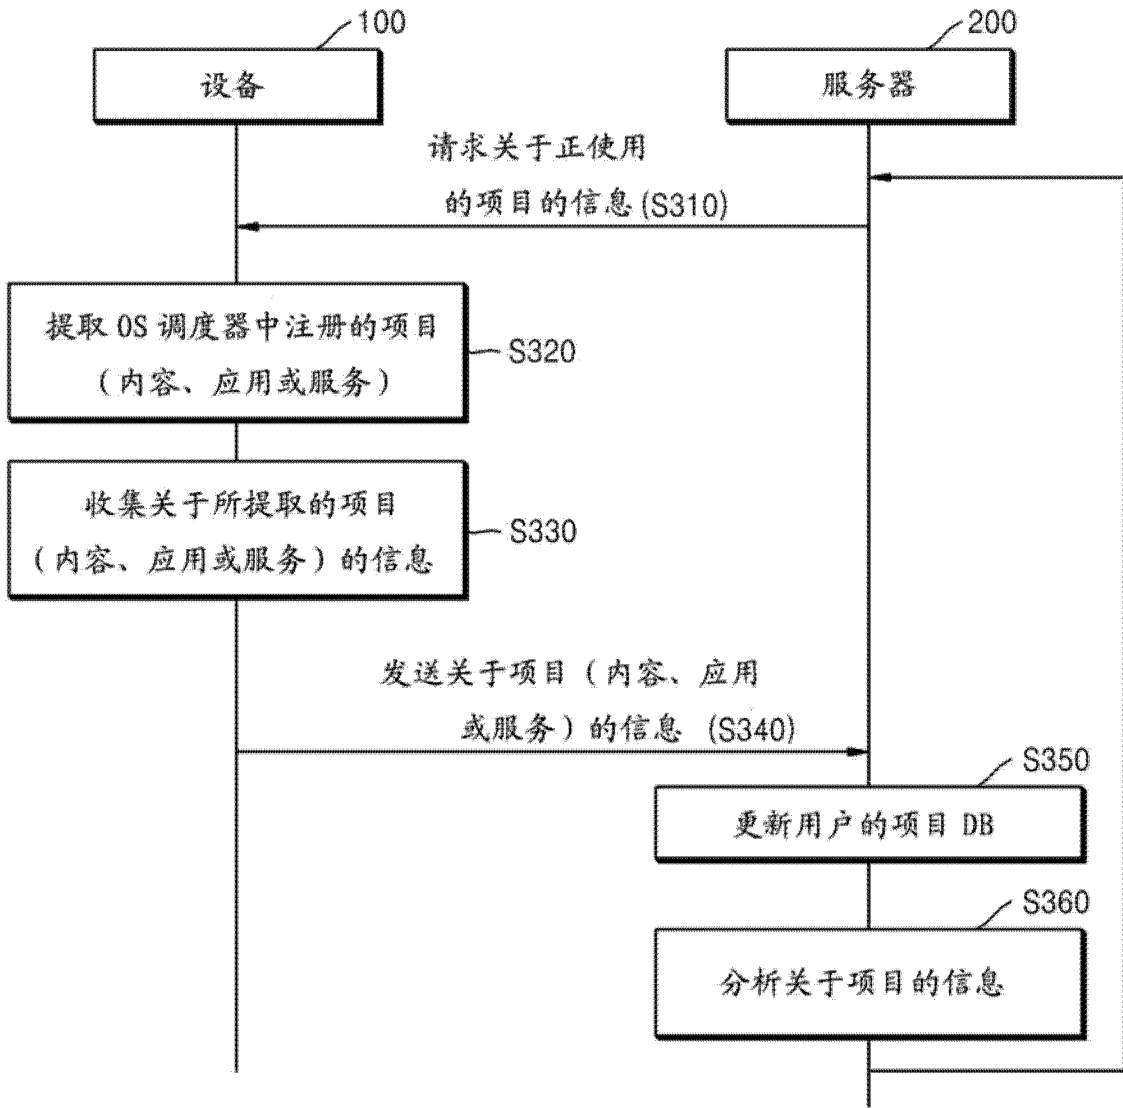 100
200
设备
服务器
请求关于正使用
的项目的信息(S310)
提取 OS 调度器中注册的项目
(内容、应用或服务)
S320
收集关于所提取的项目
(内容、应用或服务)的信息
S330
发送关于项目(内容、应用
或服务)的信息 (S340)
S350
更新用户的项目 DB
S360
分析关于项目的信息